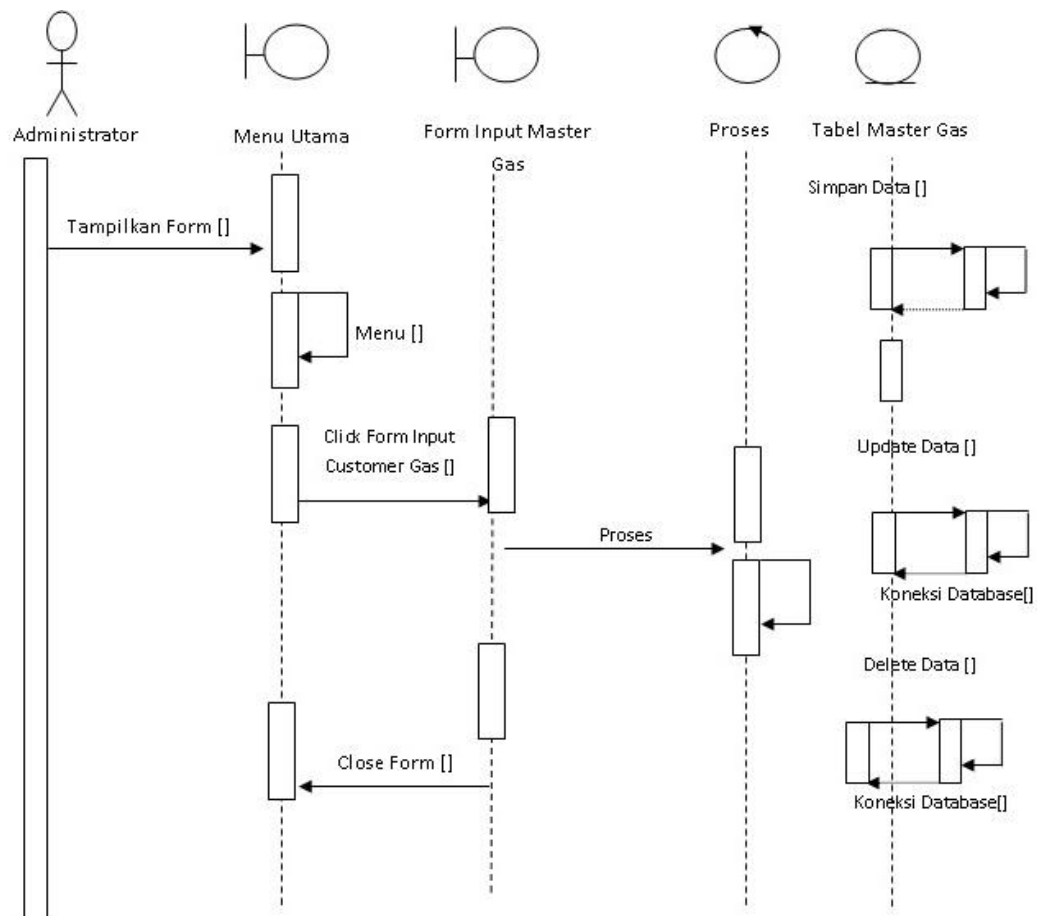 Administrator
Menu Utama
Form Input Master
Gas
Proses
Tabel Master Gas
Simpan Data []
Tampilkan Form []
Menu []
Click Form Input
Customer Gas []
Update Data []
Proses
Koneksi Database[]
Delete Data []
Close Form []
Koneksi Database[]